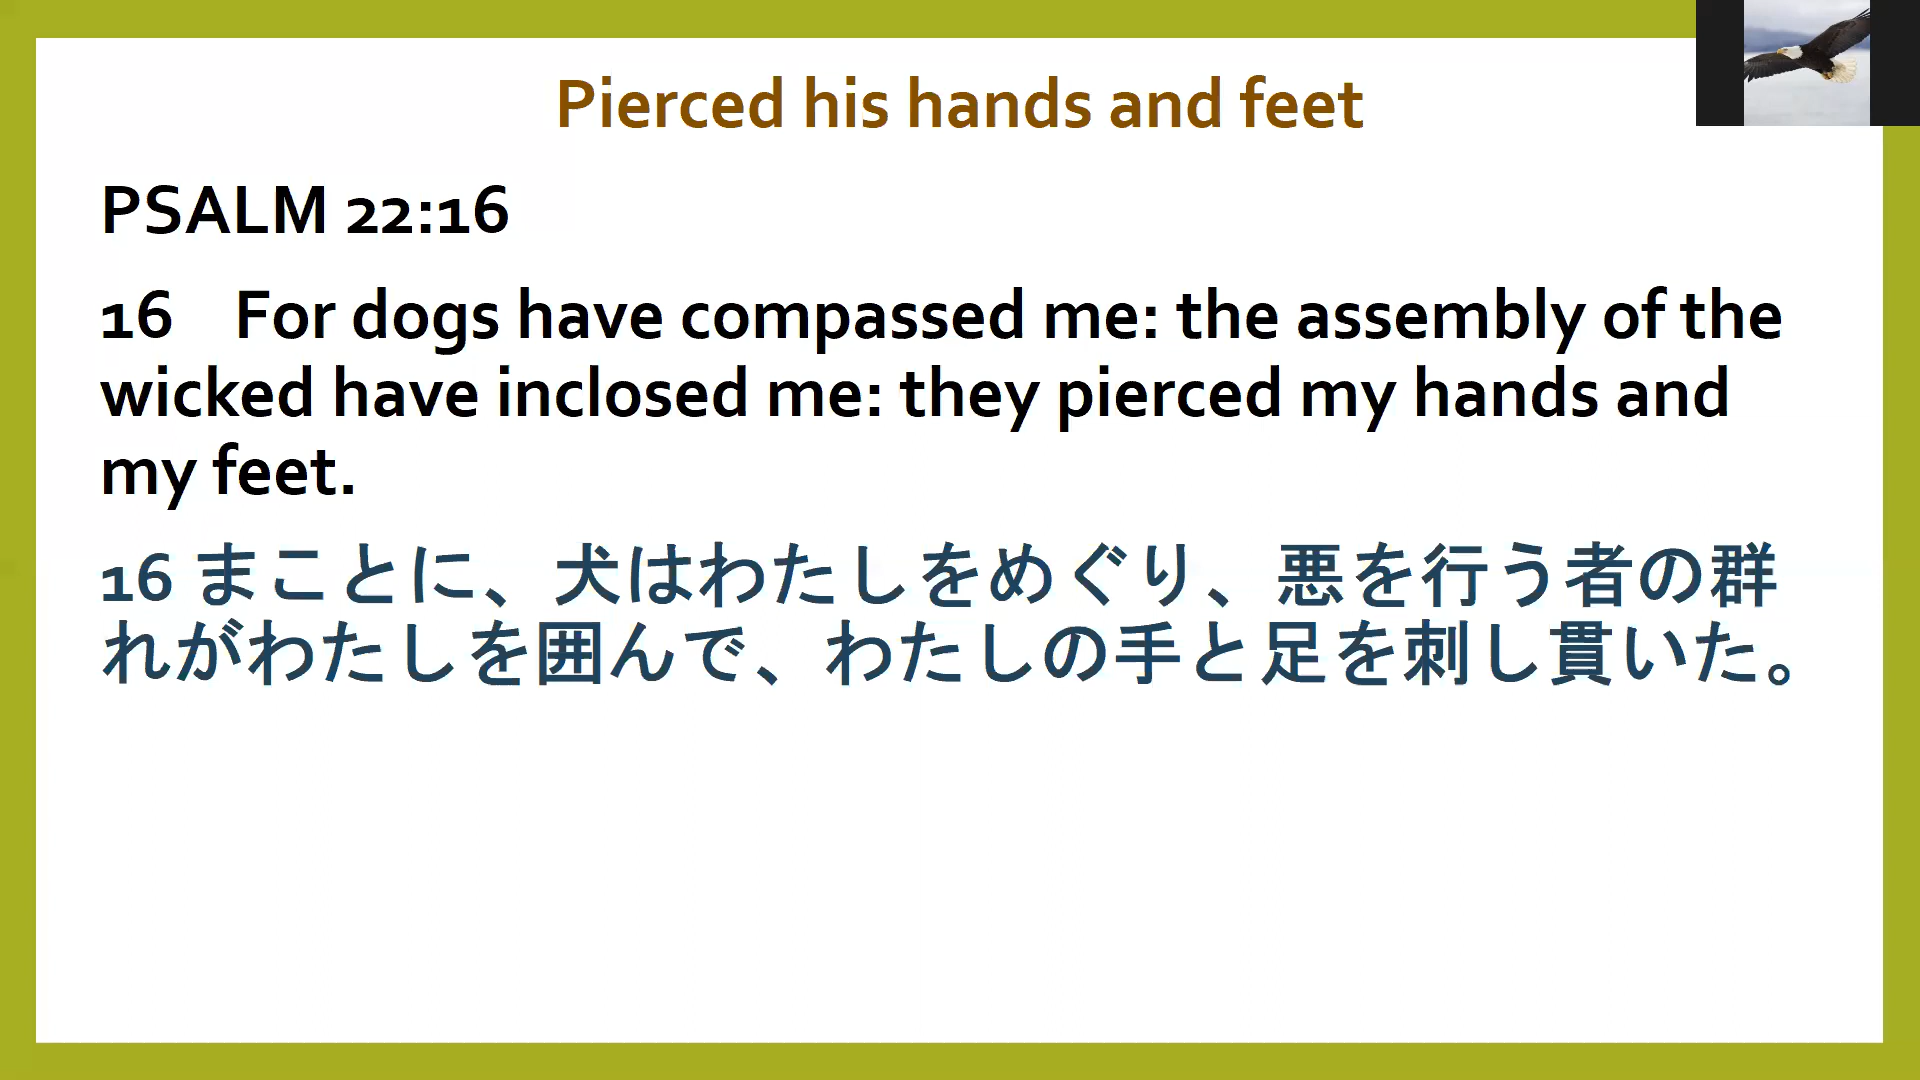 Pierced his hands and feet
PSALM 22:16
16 For dogs have compassed me: the assembly of the
wicked have inclosed me: they pierced my hands and
my feet.
16 まことに、犬はわたしをめぐり、悪を行う者の群
れがわたしを囲んで、わたしの手と足を刺し貫いた。